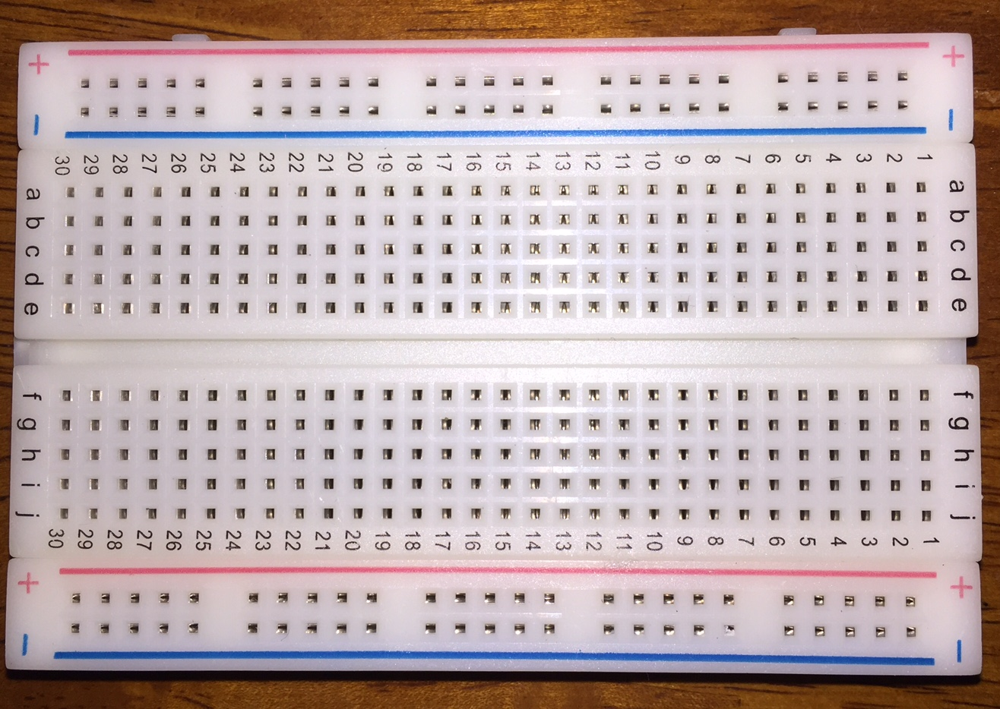 + +
− −
30 29 28 27 26 25 24 23 22 21 20 19 18 17 16 15 14 13 12 11 10 9 8 7 6 5 4 3 2 1
a a
b b
c c
d d
e e
f f
g g
h h
i i
j j
30 29 28 27 26 25 24 23 22 21 20 19 18 17 16 15 14 13 12 11 10 9 8 7 6 5 4 3 2 1
+ +
− −